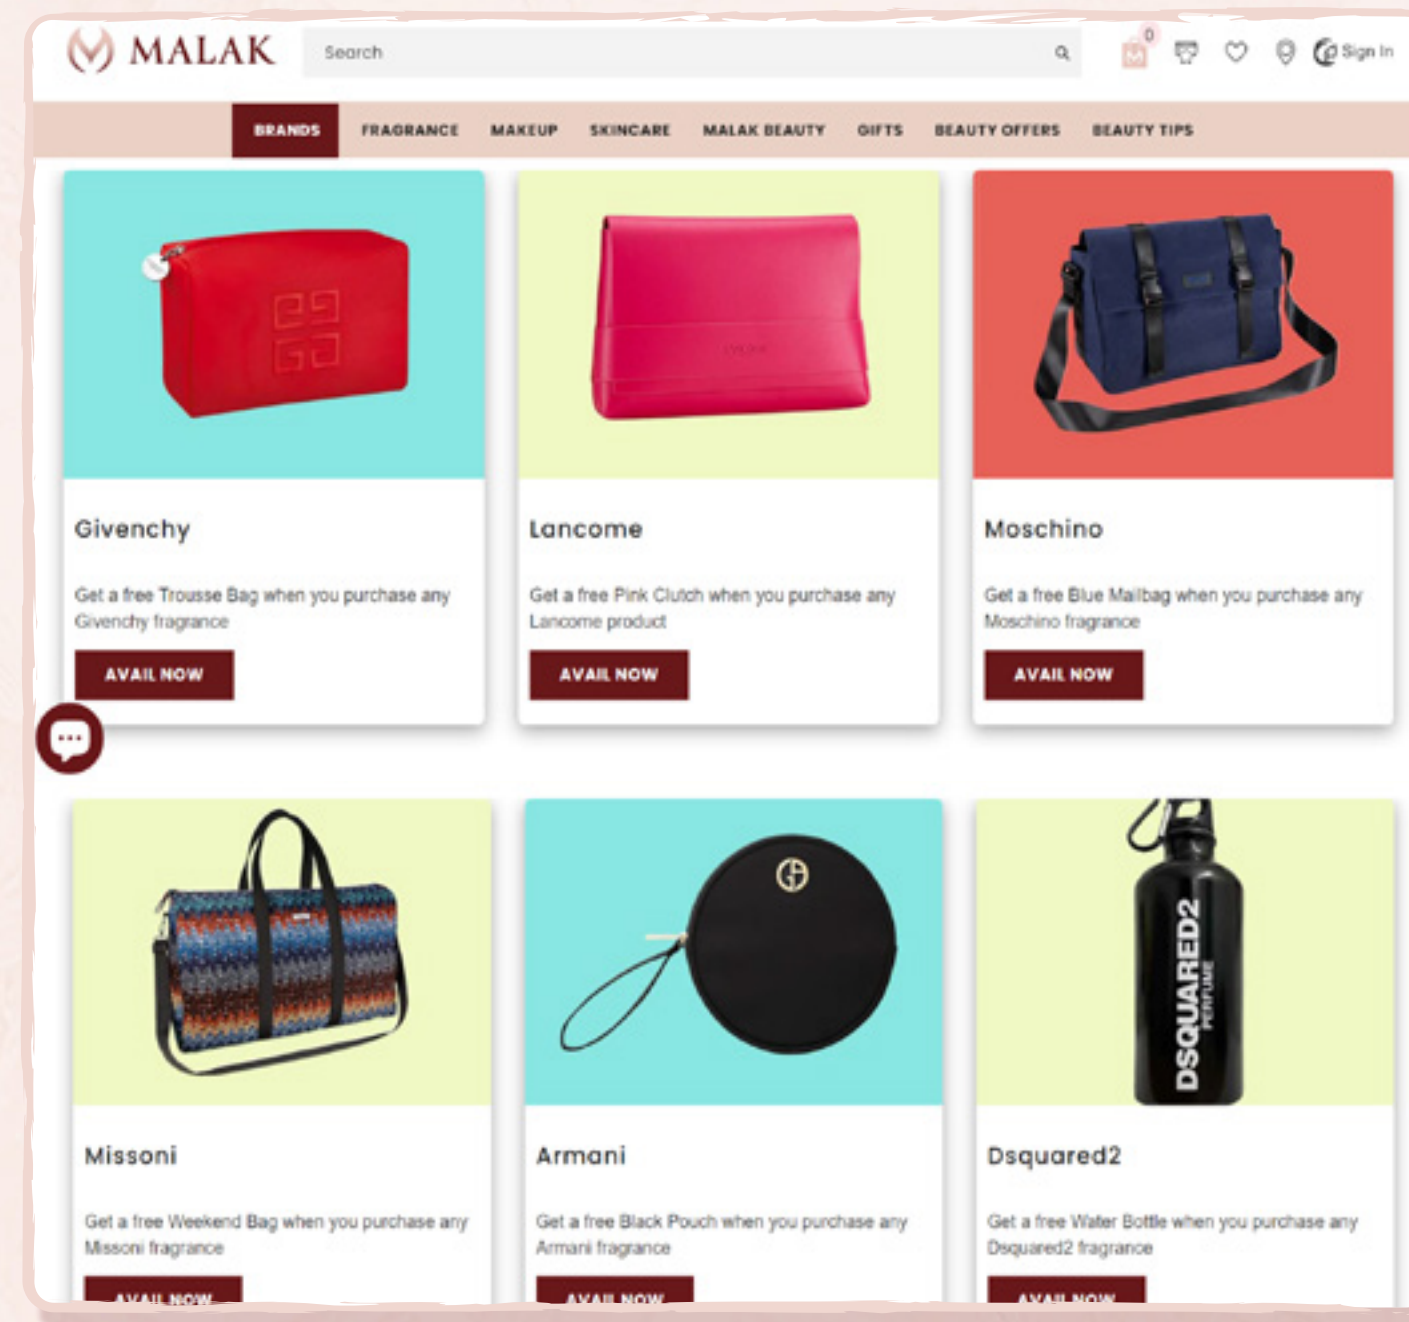 MALAK
Search
0
Sign In
BRANDS FRAGRANCE MAKEUP SKINCARE MALAK BEAUTY GIFTS BEAUTY OFFERS BEAUTY TIPS
Givenchy
Get a free Trousse Bag when you purchase any
Givenchy fragrance
AVAIL NOW
Lancome
Get a free Pink Clutch when you purchase any
Lancome product
AVAIL NOW
Moschino
Get a free Blue Mailbag when you purchase any
Moschino fragrance
AVAIL NOW
DSQUARED2
PERFUME
Missoni
Get a free Weekend Bag when you purchase any
Missoni fragrance
AVAIL NOW
Armani
Get a free Black Pouch when you purchase any
Armani fragrance
AVAIL NOW
Dsquared2
Get a free Water Bottle when you purchase any
Dsquared2 fragrance
AVAIL NOW